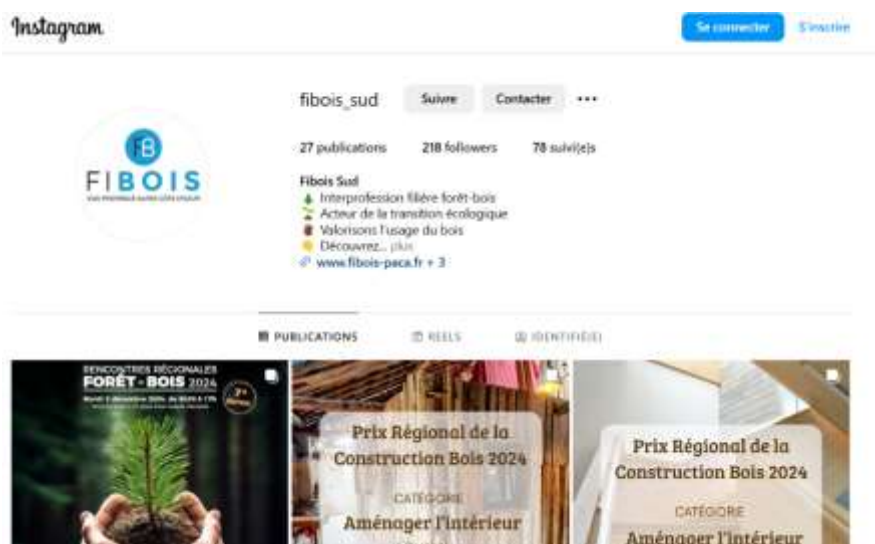 Instagram
Se connecter S'inscrire
fibois_sud Suivre Contacter
27 publications 218 followers 78 suivi(e)s
Fibois Sud
Interprofession filière forêt-bois
Acteur de la transition écologique
Valorisons l'usage du bois
Découvrez... plus
www.fibois-paca.fr + 3
FB
FIBOIS
PUBLICATIONS REELS IDENTIFIÉ(E)
RENCONTRES RÉGIONALES
FORÊT - BOIS 2024
Prix Régional de la
Construction Bois 2024
CATÉGORIE
Aménager l'intérieur
Prix Régional de la
Construction Bois 2024
CATÉGORIE
Aménager l'intérieur